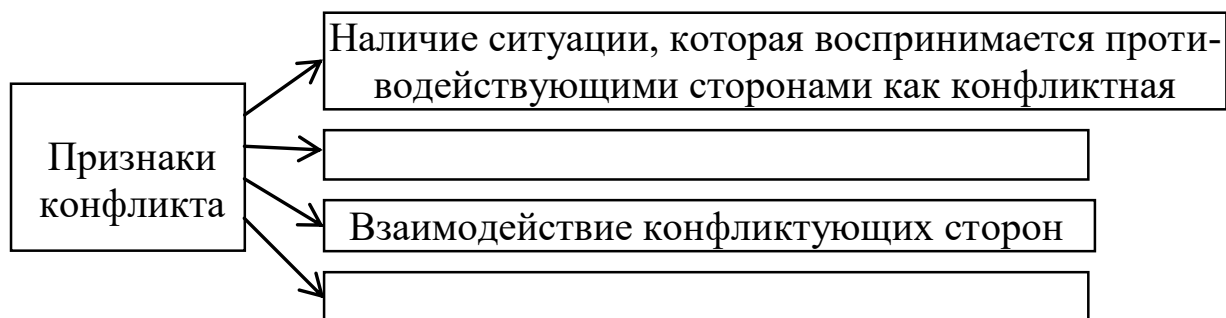 Наличие ситуации, которая воспринимается проти-
водействующими сторонами как конфликтная
Признаки
конфликта
Взаимодействие конфликтующих сторон